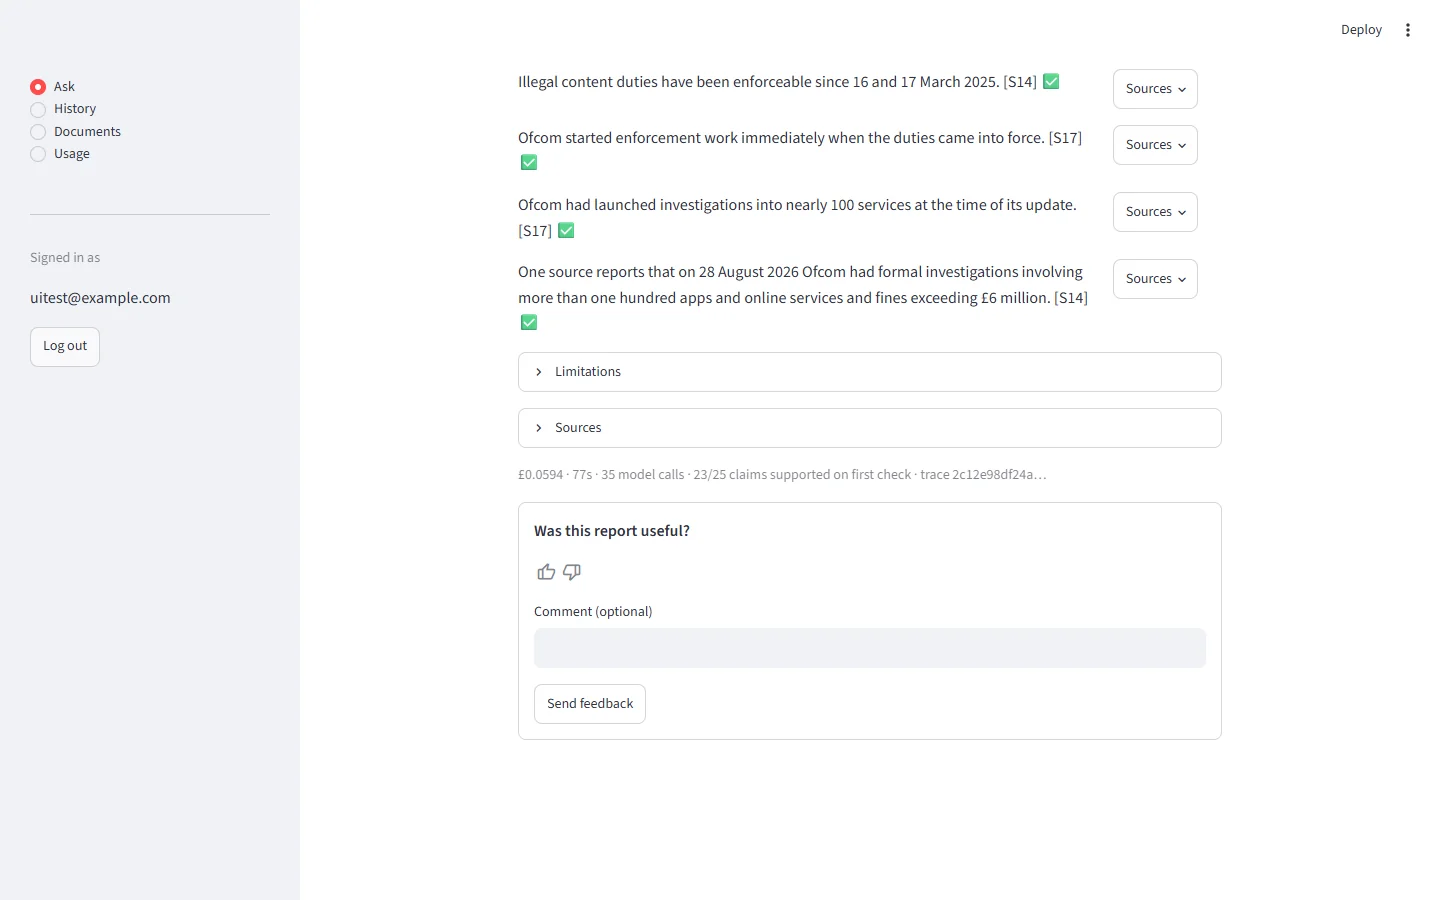 Deploy
Ask
History
Documents
Usage
Signed in as
uitest@example.com
Log out
Illegal content duties have been enforceable since 16 and 17 March 2025. [S14] ✅
Sources
Ofcom started enforcement work immediately when the duties came into force. [S17]
✅
Sources
Ofcom had launched investigations into nearly 100 services at the time of its update.
[S17] ✅
Sources
One source reports that on 28 August 2026 Ofcom had formal investigations involving
more than one hundred apps and online services and fines exceeding £6 million. [S14]
✅
Sources
Limitations
Sources
£0.0594 · 77s · 35 model calls · 23/25 claims supported on first check · trace 2c12e98df24a…
Was this report useful?
Comment (optional)
Send feedback